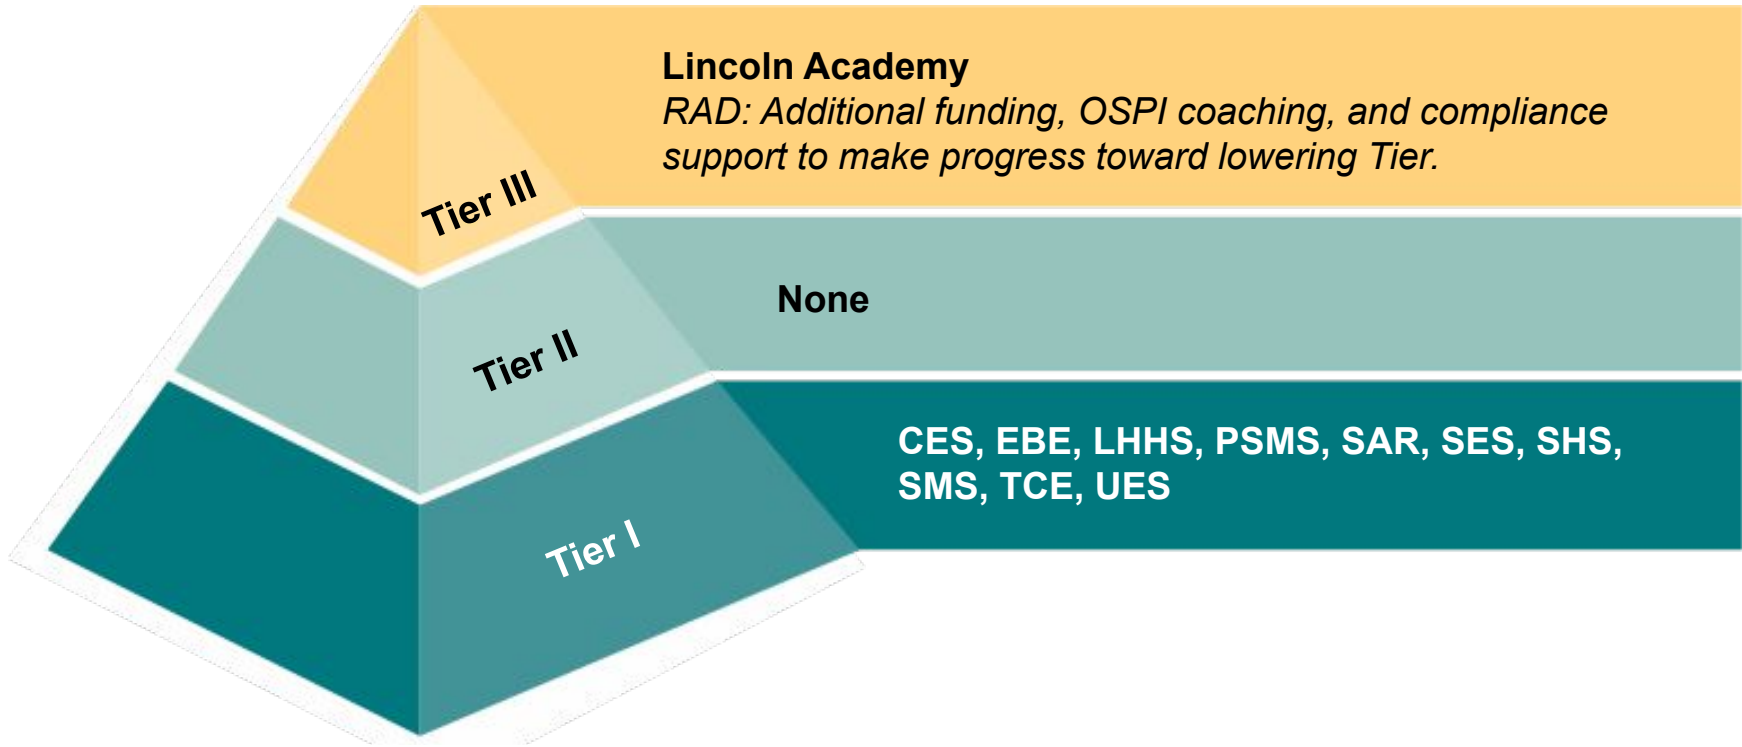 Lincoln Academy
RAD: Additional funding, OSPI coaching, and compliance
support to make progress toward lowering Tier.
Tier III
None
Tier II
CES, EBE, LHHS, PSMS, SAR, SES, SHS,
SMS, TCE, UES
Tier I